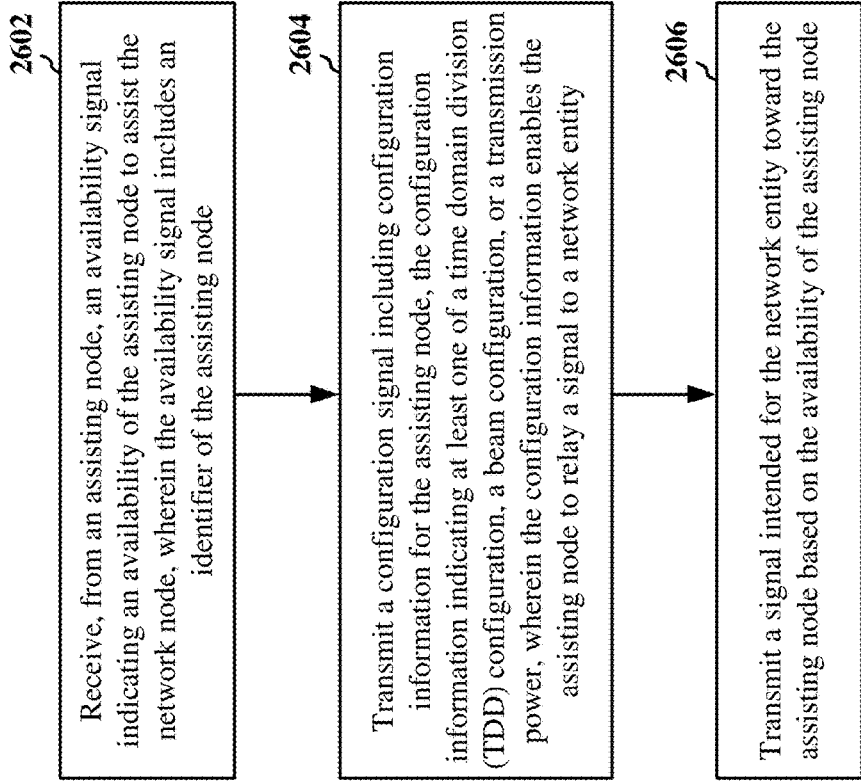 2602
Receive, from an assisting node, an availability signal
indicating an availability of the assisting node to assist the
network node, wherein the availability signal includes an
identifier of the assisting node
2604
Transmit a configuration signal including configuration
information for the assisting node, the configuration
information indicating at least one of a time domain division
(TDD) configuration, a beam configuration, or a transmission
power, wherein the configuration information enables the
assisting node to relay a signal to a network entity
2606
Transmit a signal intended for the network entity toward the
assisting node based on the availability of the assisting node